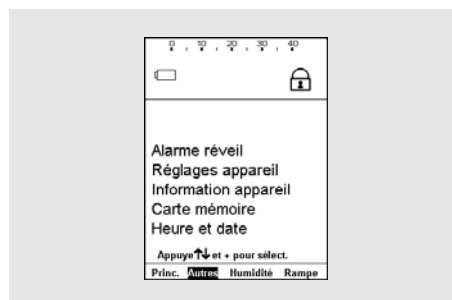 0 10 20 30 40
Alarme réveil
Réglages appareil
Information appareil
Carte mémoire
Heure et date
Appuye↑↓et + pour sélect.
Princ. Autres Humidité Rampe